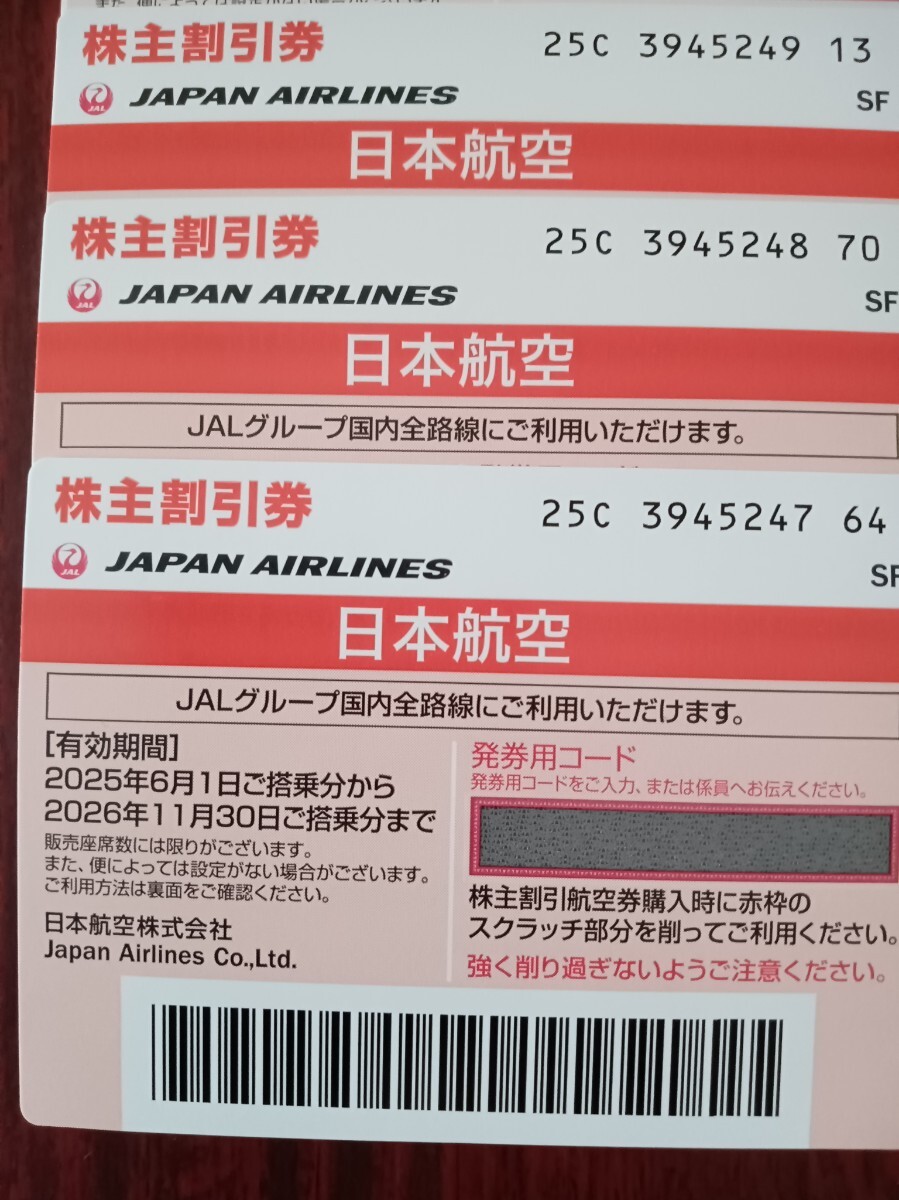 株主割引券 25C 3945249 13
JAL JAPAN AIRLINES SF
日本航空
株主割引券 25C 3945248 70
JAL JAPAN AIRLINES SF
日本航空
JALグループ国内全路線にご利用いただけます。
株主割引券 25C 3945247 64
JAL JAPAN AIRLINES SF
日本航空
JALグループ国内全路線にご利用いただけます。
[有効期間]
2025年6月1日ご搭乗分から
2026年11月30日ご搭乗分まで
販売座席数には限りがございます。
また、便によっては設定がない場合がございます。
ご利用方法は裏面をご確認ください。
日本航空株式会社
Japan Airlines Co.,Ltd.
発券用コード
発券用コードをご入力、または係員へお伝えください。
株主割引航空券購入時に赤枠の
スクラッチ部分を削ってご利用ください。
強く削り過ぎないようご注意ください。